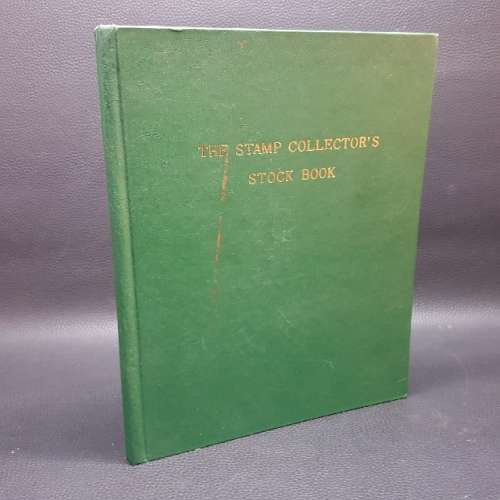 THE STAMP COLLECTOR'S
STOCK BOOK